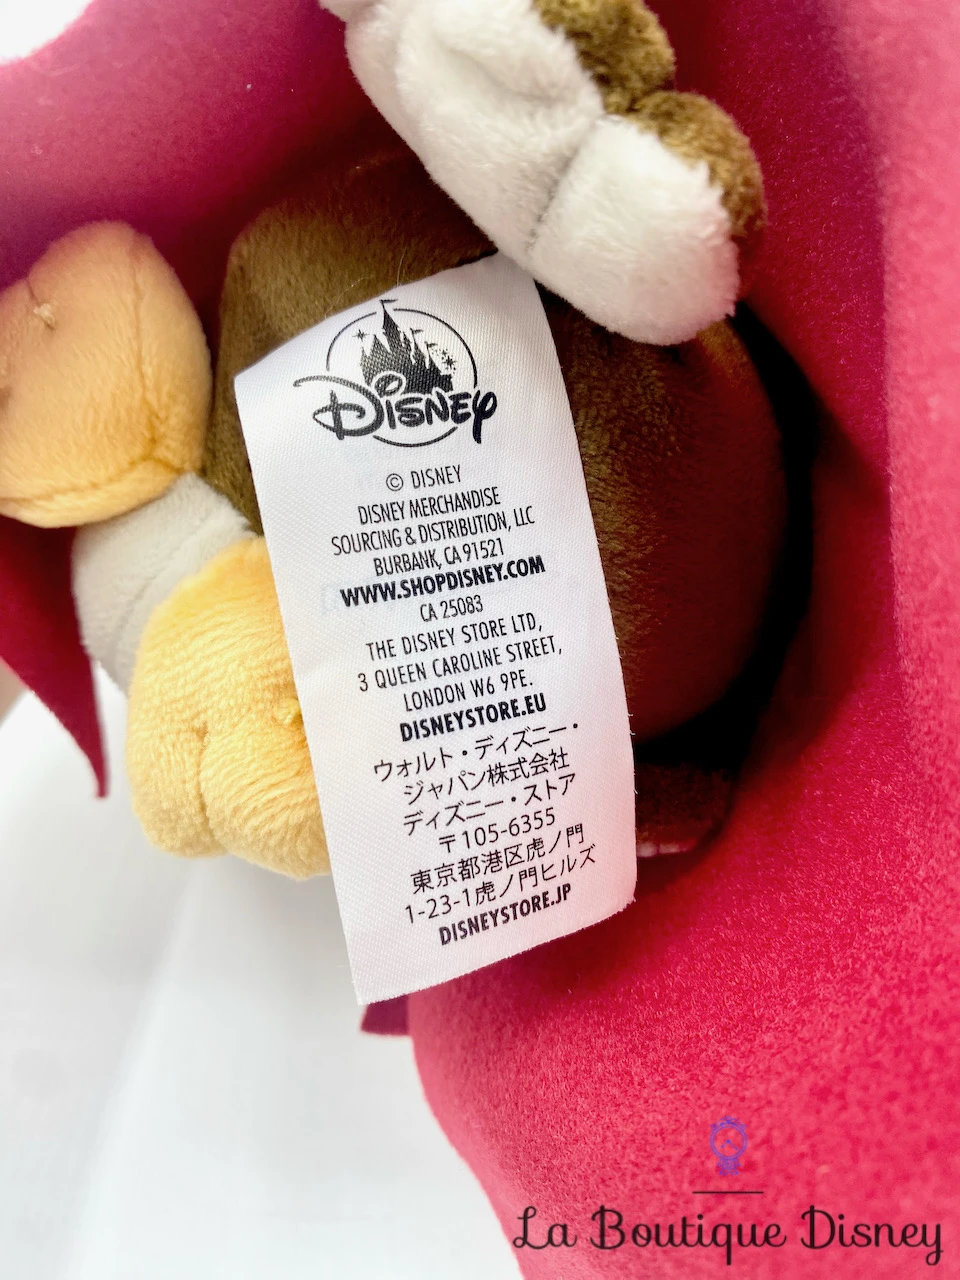 Disney
© DISNEY
DISNEY MERCHANDISE
SOURCING & DISTRIBUTION, LLC
BURBANK, CA 91521
WWW.SHOPDISNEY.COM
CA 25083
THE DISNEY STORE LTD,
3 QUEEN CAROLINE STREET,
LONDON W6 9PE.
DISNEYSTORE.EU
ウォルト・ディズニー・
ジャパン株式会社
ディズニー・ストア
〒105-6355
東京都港区虎ノ門
1-23-1虎ノ門ヒルズ
DISNEYSTORE.JP
La Boutique Disney